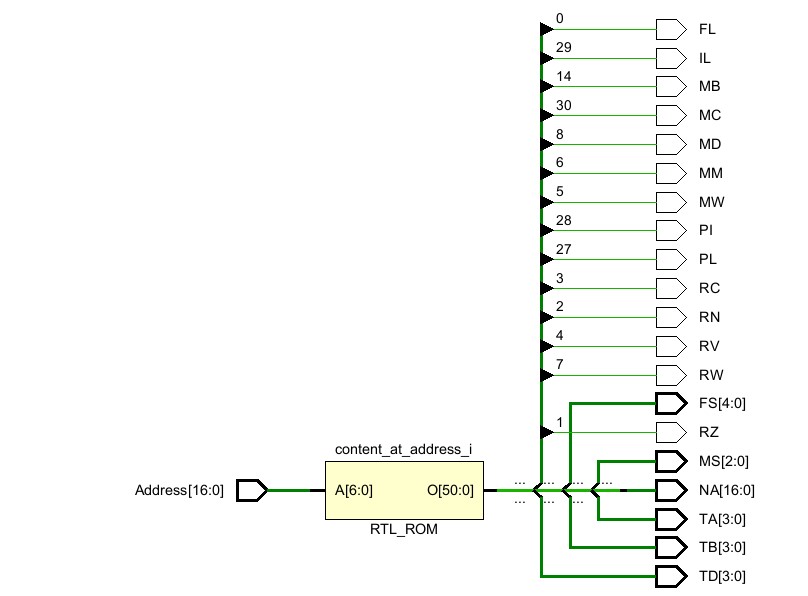 0 FL
29 IL
14 MB
30 MC
8 MD
6 MM
5 MW
28 PI
27 PL
3 RC
2 RN
4 RV
7 RW
FS[4:0]
1 RZ
content_at_address_i
MS[2:0]
Address[16:0] A[6:0] O[50:0] ... ... ... NA[16:0]
... ...
RTL_ROM
TA[3:0]
TB[3:0]
TD[3:0]